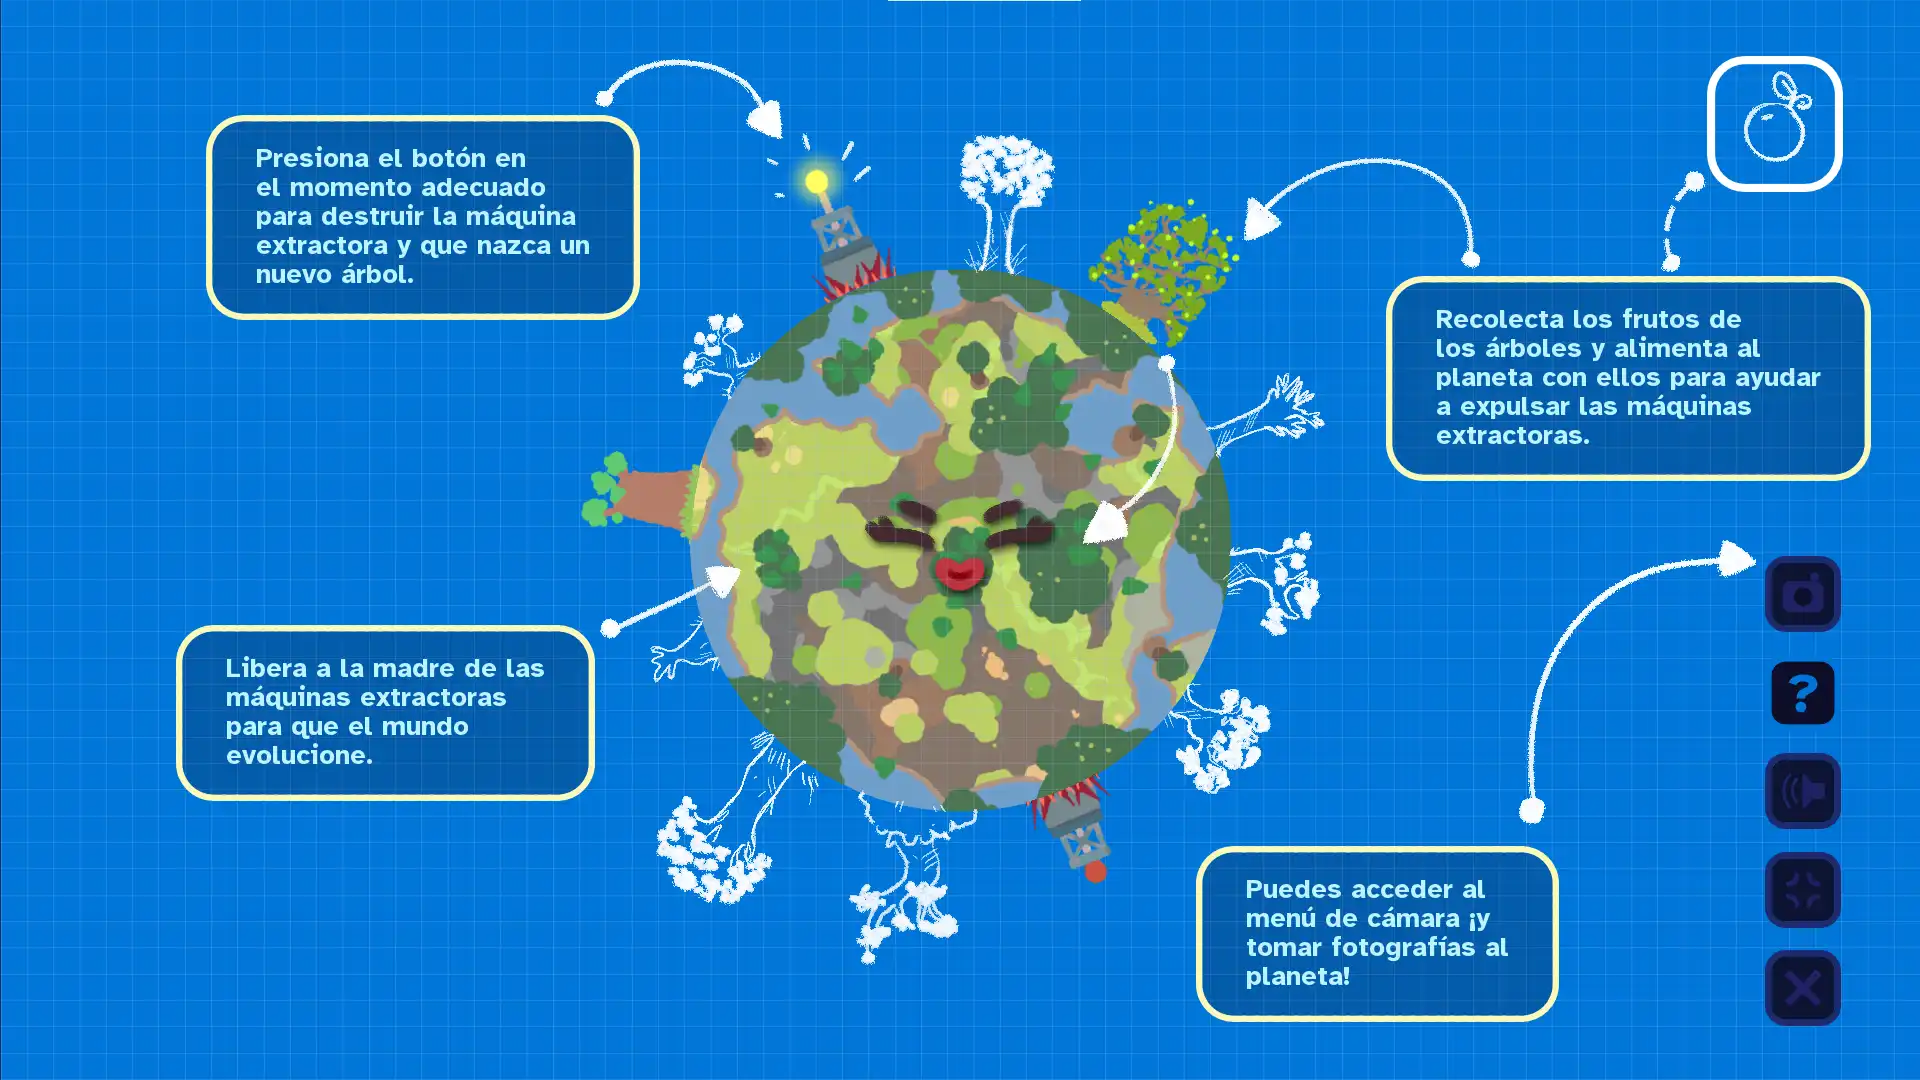 Presiona el botón en
el momento adecuado
para destruir la máquina
extractora y que nazca un
nuevo árbol.
Recolecta los frutos de
los árboles y alimenta al
planeta con ellos para ayudar
a expulsar las máquinas
extractoras.
Libera a la madre de las
máquinas extractoras
para que el mundo
evolucione.
?
Puedes acceder al
menú de cámara ¡y
tomar fotografías al
planeta!